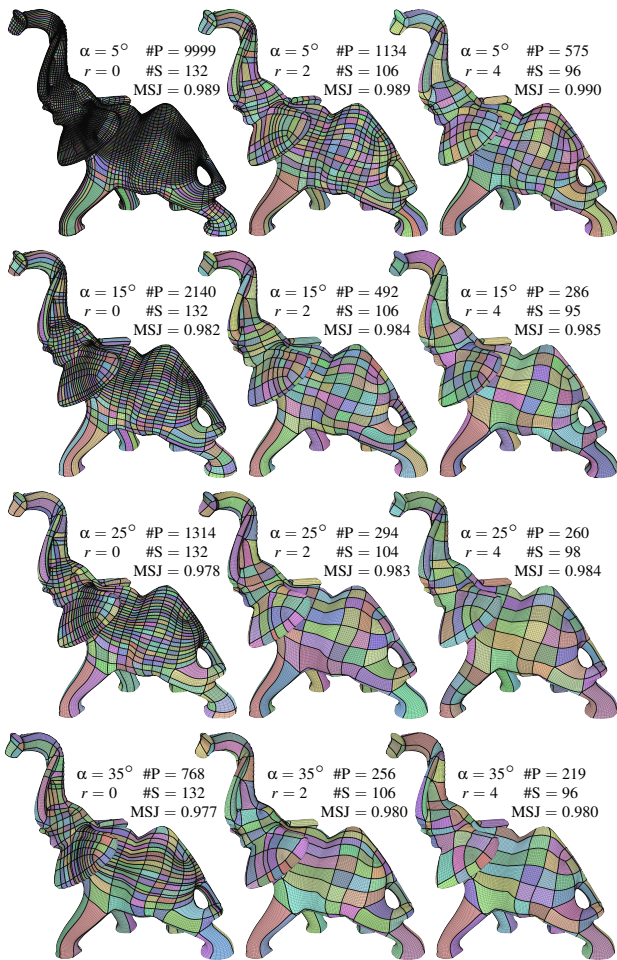 α = 5° #P = 9999
r = 0 #S = 132
MSJ = 0.989
α = 5° #P = 1134
r = 2 #S = 106
MSJ = 0.989
α = 5° #P = 575
r = 4 #S = 96
MSJ = 0.990
α = 15° #P = 2140
r = 0 #S = 132
MSJ = 0.982
α = 15° #P = 492
r = 2 #S = 106
MSJ = 0.984
α = 15° #P = 286
r = 4 #S = 95
MSJ = 0.985
α = 25° #P = 1314
r = 0 #S = 132
MSJ = 0.978
α = 25° #P = 294
r = 2 #S = 104
MSJ = 0.983
α = 25° #P = 260
r = 4 #S = 98
MSJ = 0.984
α = 35° #P = 768
r = 0 #S = 132
MSJ = 0.977
α = 35° #P = 256
r = 2 #S = 106
MSJ = 0.980
α = 35° #P = 219
r = 4 #S = 96
MSJ = 0.980